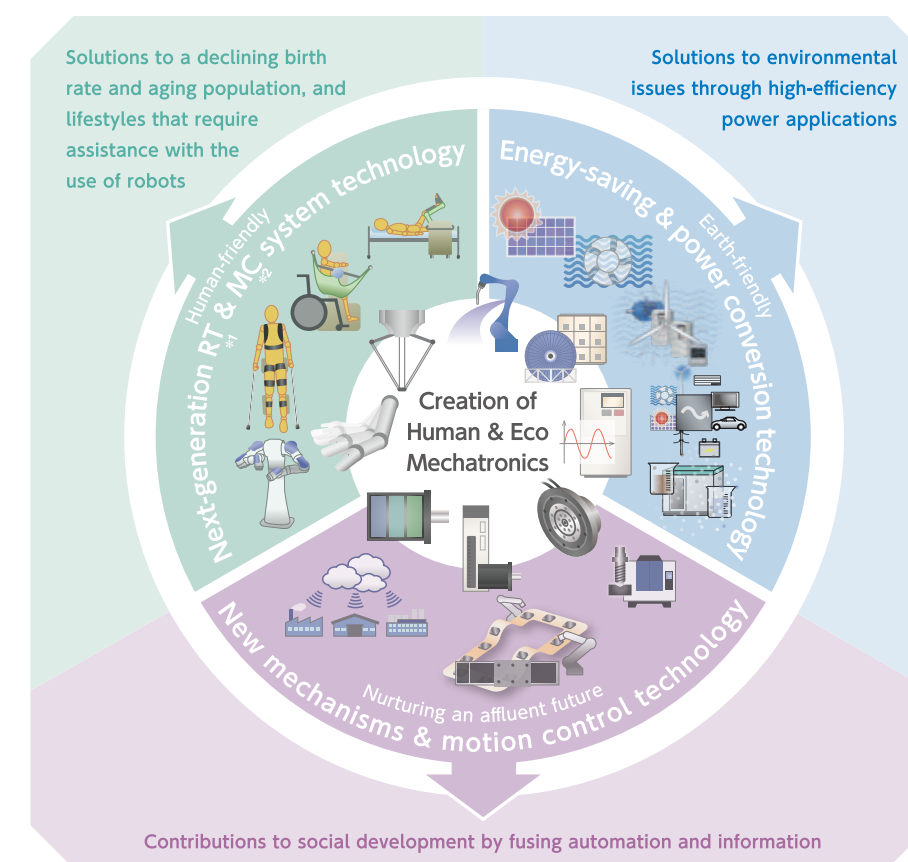 Solutions to a declining birth
rate and aging population, and
lifestyles that require
assistance with the
use of robots
Solutions to environmental
issues through high-efficiency
power applications
Human-friendly
Next-generation RT & MC system technology
※1
※2
Energy-saving & power conversion technology
Earth-friendly
Creation of
Human & Eco
Mechatronics
Nurturing an affluent future
New mechanisms & motion control technology
Contributions to social development by fusing automation and information